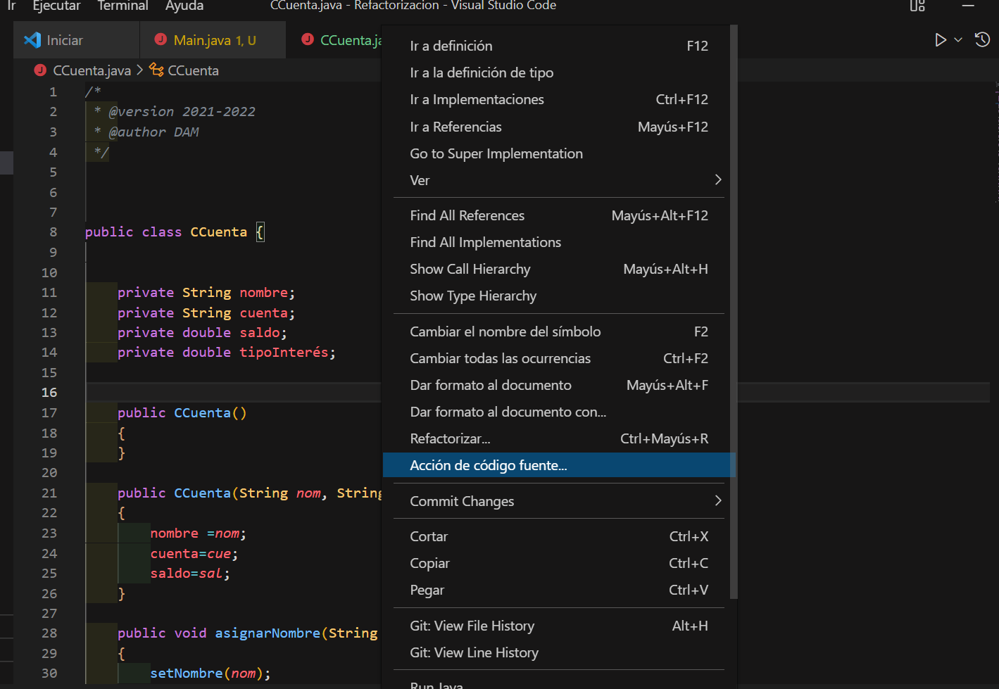 Ir Ejecutar Terminal Ayuda CCuenta.java - Refactorizacion - Visual Studio Code
Iniciar
Main.java 1, U
CCuenta.ja
CCuenta.java > CCuenta
1 /*
2 * @version 2021-2022
3 * @author DAM
4 */
5
6
7
8 public class CCuenta {
9
10
11 private String nombre;
12 private String cuenta;
13 private double saldo;
14 private double tipoInterés;
15
16
17 public CCuenta()
18 {
19 }
20
21 public CCuenta(String nom, String
22 {
23 nombre =nom;
24 cuenta=cue;
25 saldo=sal;
26 }
27
28 public void asignarNombre(String
29 {
30 setNombre(nom);
Ir a definición F12
Ir a la definición de tipo
Ir a Implementaciones Ctrl+F12
Ir a Referencias Mayús+F12
Go to Super Implementation
Ver
Find All References Mayús+Alt+F12
Find All Implementations
Show Call Hierarchy Mayús+Alt+H
Show Type Hierarchy
Cambiar el nombre del símbolo F2
Cambiar todas las ocurrencias Ctrl+F2
Dar formato al documento Mayús+Alt+F
Dar formato al documento con...
Refactorizar... Ctrl+Mayús+R
Acción de código fuente...
Commit Changes
Cortar Ctrl+X
Copiar Ctrl+C
Pegar Ctrl+V
Git: View File History Alt+H
Git: View Line History
Run Java